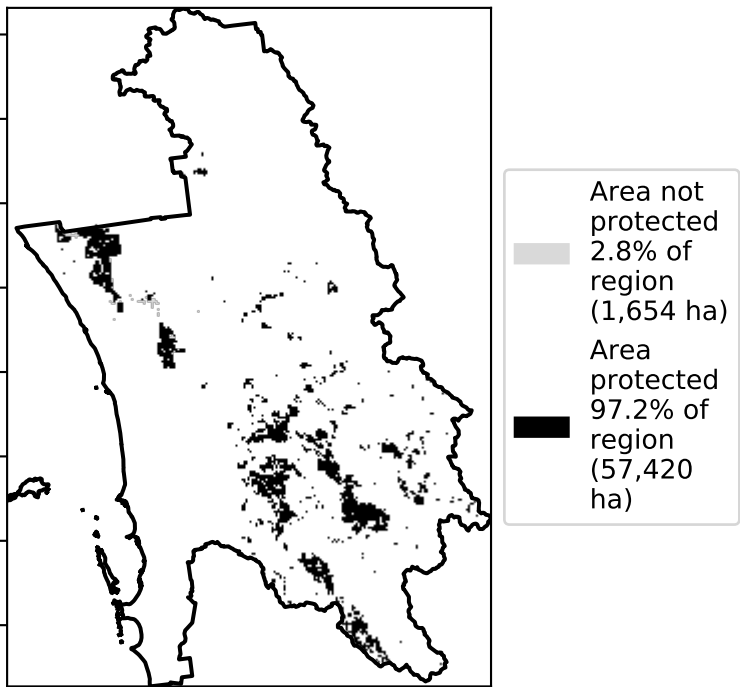 Area not
protected
2.8% of
region
(1,654 ha)
Area
protected
97.2% of
region
(57,420
ha)